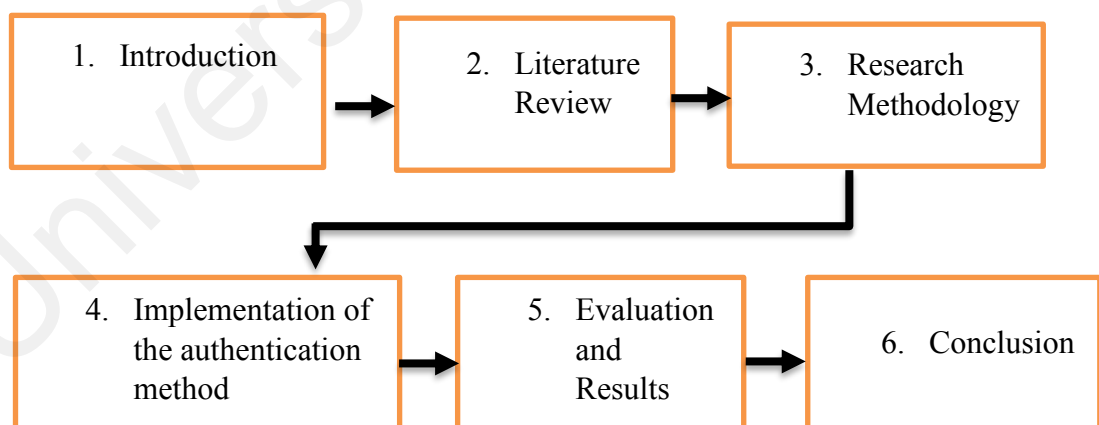 1. Introduction
2. Literature
Review
3. Research
Methodology
4. Implementation of
the authentication
method
5. Evaluation
and
Results
6. Conclusion
Univers